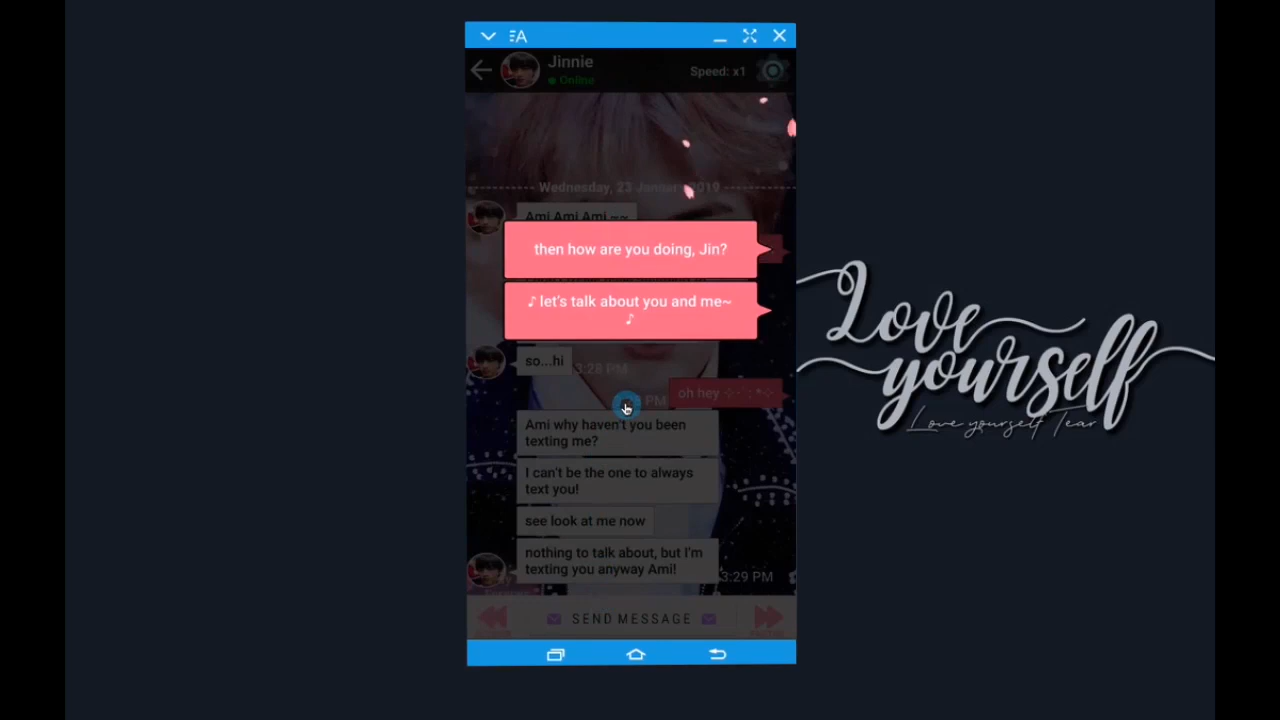 A
Jinnie
Online
Speed: x1
Wednesday, 23 January 2019
Ami Ami Ami ~~
then how are you doing, Jin?
♪ let's talk about you and me~
♪
so...hi
3:28 PM
PM
oh hey
Ami why haven't you been
texting me?
I can't be the one to always
text you!
see look at me now
nothing to talk about, but I'm
texting you anyway Ami!
3:29 PM
SEND MESSAGE
Love
yourself
Love yourself Tear